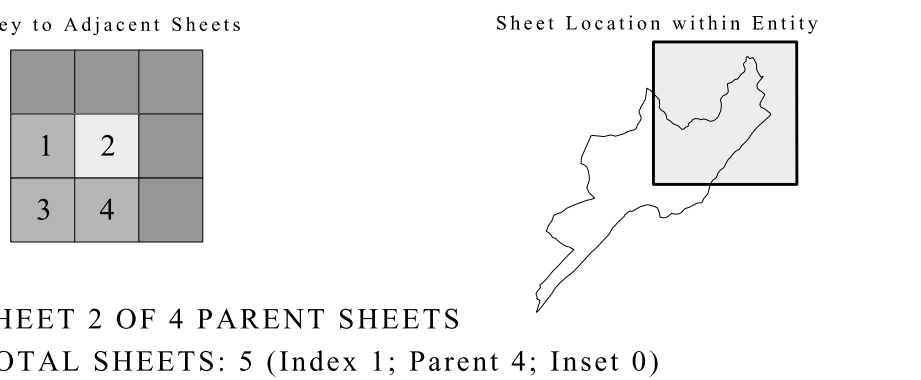 ey to Adjacent Sheets
Sheet Location within Entity
1 2
3 4
HEET 2 OF 4 PARENT SHEETS
OTAL SHEETS: 5 (Index 1; Parent 4; Inset 0)